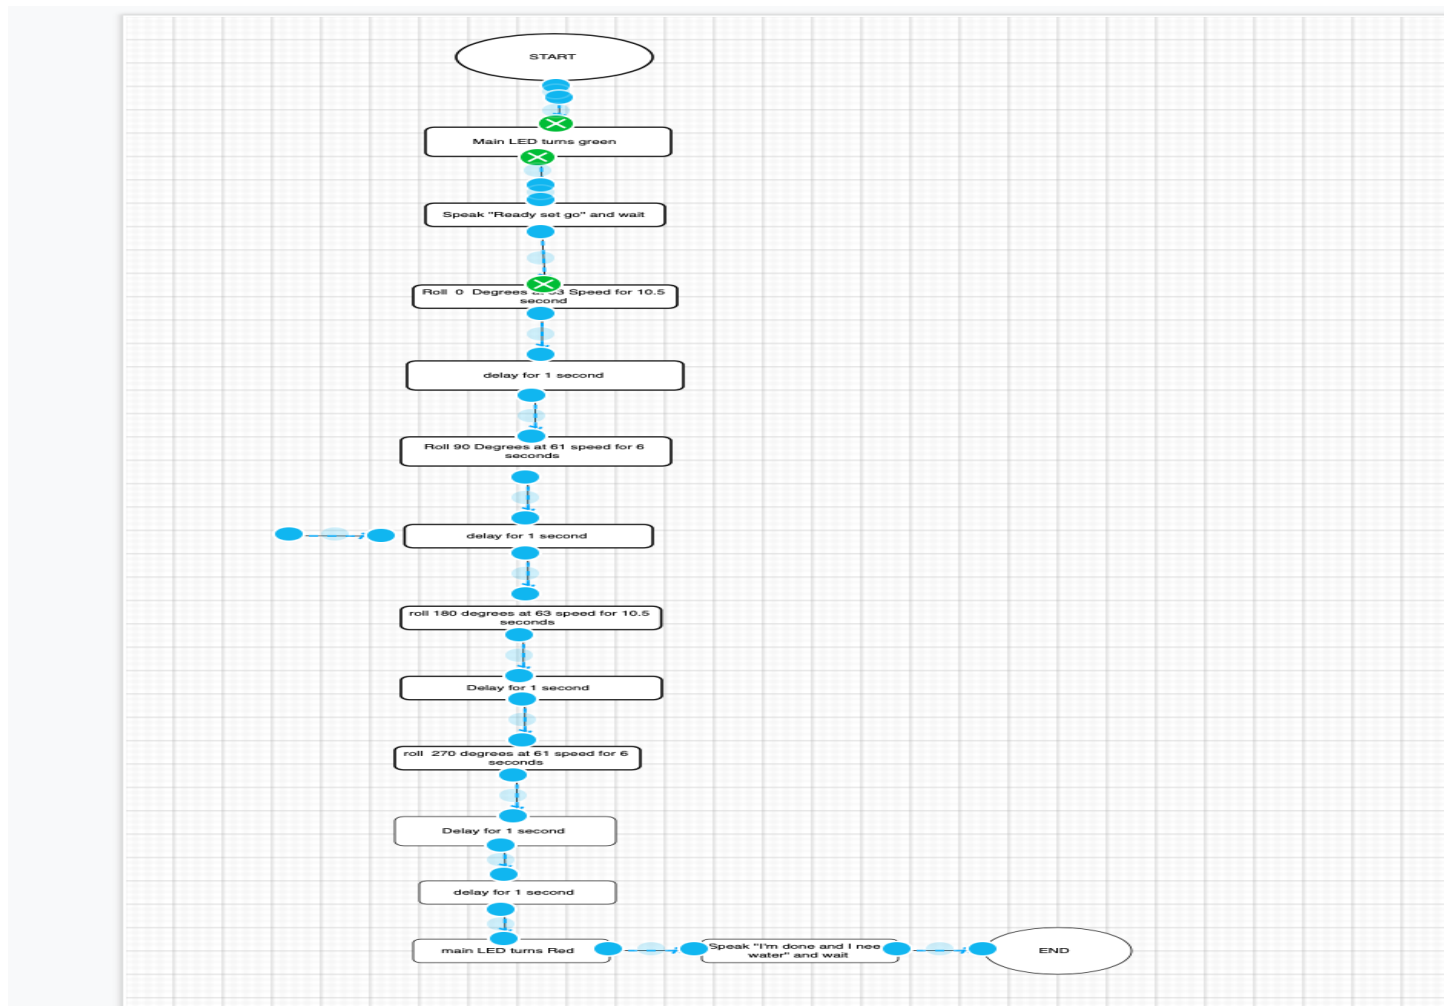 START
Main LED turns green
Speak "Ready set go" and wait
Roll 0 Degrees Speed for 10.5
second
delay for 1 second
Roll 90 Degrees at 61 speed for 6
seconds
delay for 1 second
roll 180 degrees at 63 speed for 10.5
seconds
Delay for 1 second
roll 270 degrees at 61 speed for 6
seconds
Delay for 1 second
delay for 1 second
main LED turns Red
Speak "I'm done and I nee
water" and wait
END